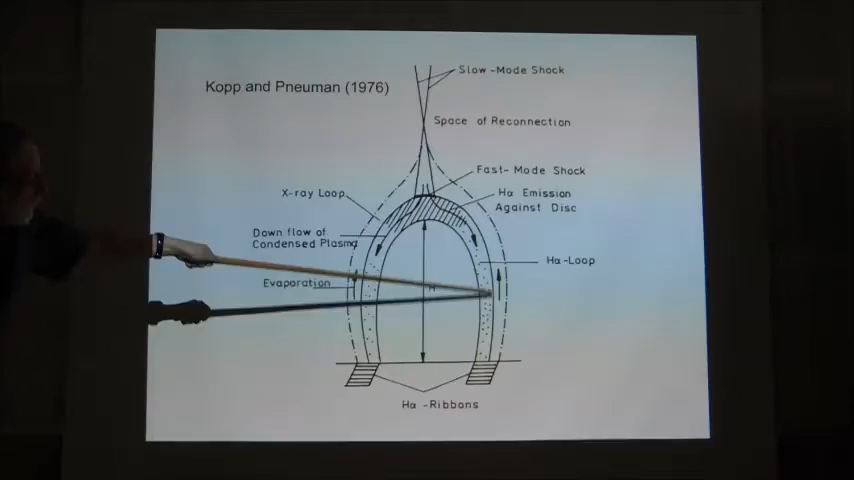 Slow-Mode Shock
Kopp and Pneuman (1976)
Space of Reconnection
Fast-Mode Shock
X-ray Loop
Hα Emission
Against Disc
Down flow of
Condensed Plasma
Hα-Loop
Evaporation
H
Hα-Ribbons